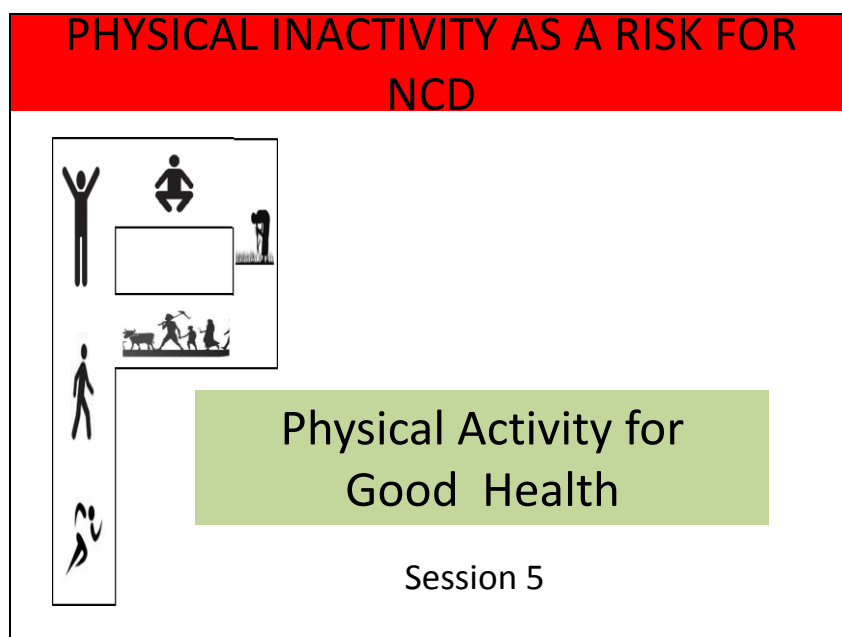 PHYSICAL INACTIVITY AS A RISK FOR
NCD
Physical Activity for
Good  Health
Session 5